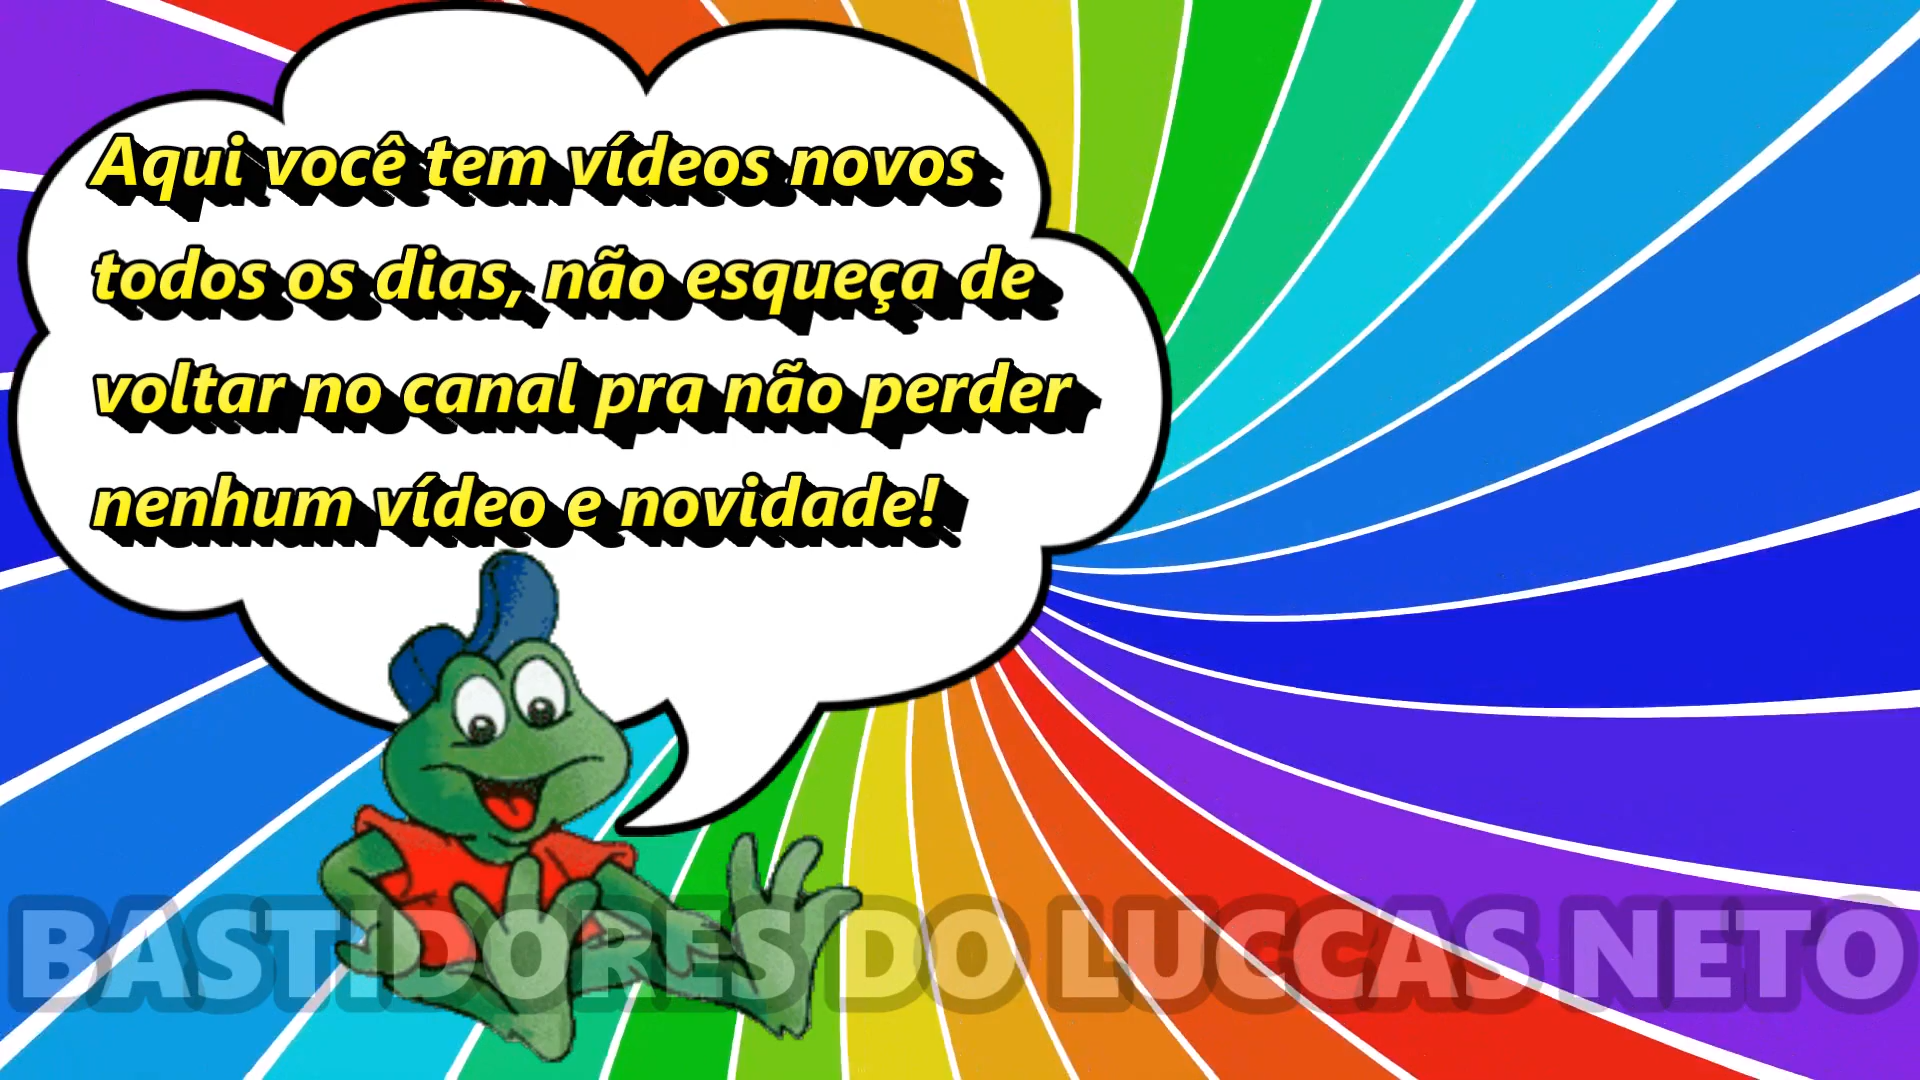 Aqui você tem vídeos novos
todos os dias, não esqueça de
voltar no canal pra não perder
nenhum vídeo e novidade!
BASTIDORES DO LUCCAS NETO